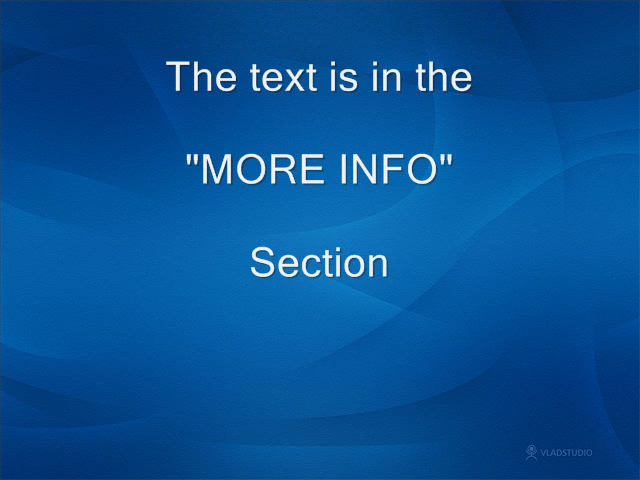 The text is in the
"MORE INFO"
Section
VLADSTUDIO